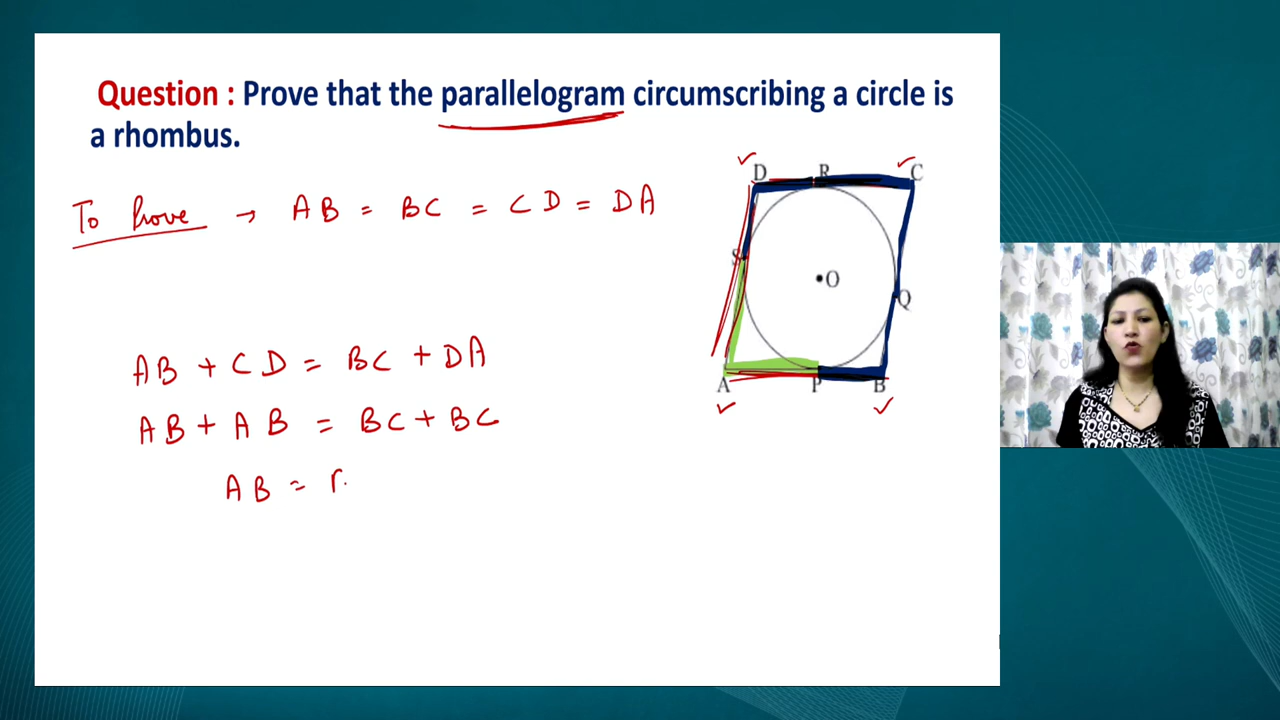 Question : Prove that the parallelogram circumscribing a circle is
a rhombus.
To Prove → AB = BC = CD = DA
D R C
S
O
Q
A P B
AB + CD = BC + DA
AB + AB = BC + BC
AB =